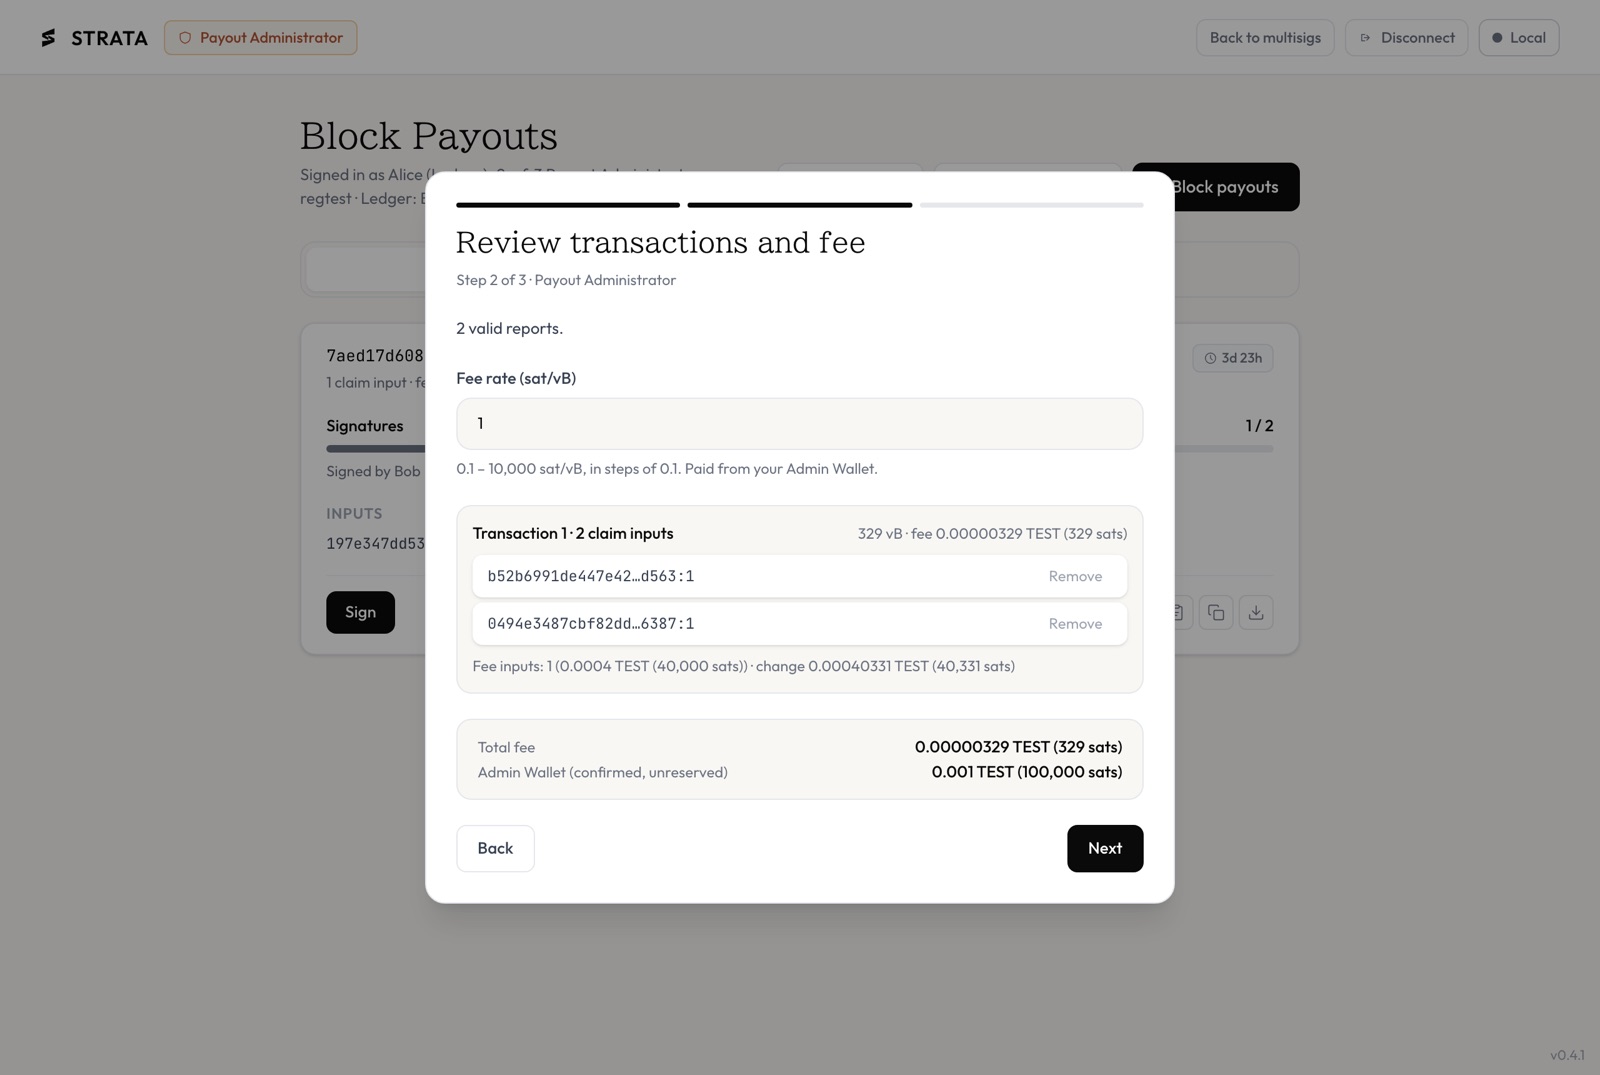 STRATA
Payout Administrator
Back to multisigs
Disconnect
Local
Block Payouts
Signed in as Alice
regtest · Ledger:
Block payouts
7aed17d608
3d 23h
1 claim input ·
Signatures
1 / 2
Signed by Bob
INPUTS
197e347dd53
Sign
Review transactions and fee
Step 2 of 3 · Payout Administrator
2 valid reports.
Fee rate (sat/vB)
1
0.1 – 10,000 sat/vB, in steps of 0.1. Paid from your Admin Wallet.
Transaction 1 · 2 claim inputs
329 vB · fee 0.00000329 TEST (329 sats)
b52b6991de447e42…d563:1
Remove
0494e3487cbf82dd…6387:1
Remove
Fee inputs: 1 (0.0004 TEST (40,000 sats)) · change 0.00040331 TEST (40,331 sats)
Total fee
0.00000329 TEST (329 sats)
Admin Wallet (confirmed, unreserved)
0.001 TEST (100,000 sats)
Back
Next
v0.4.1